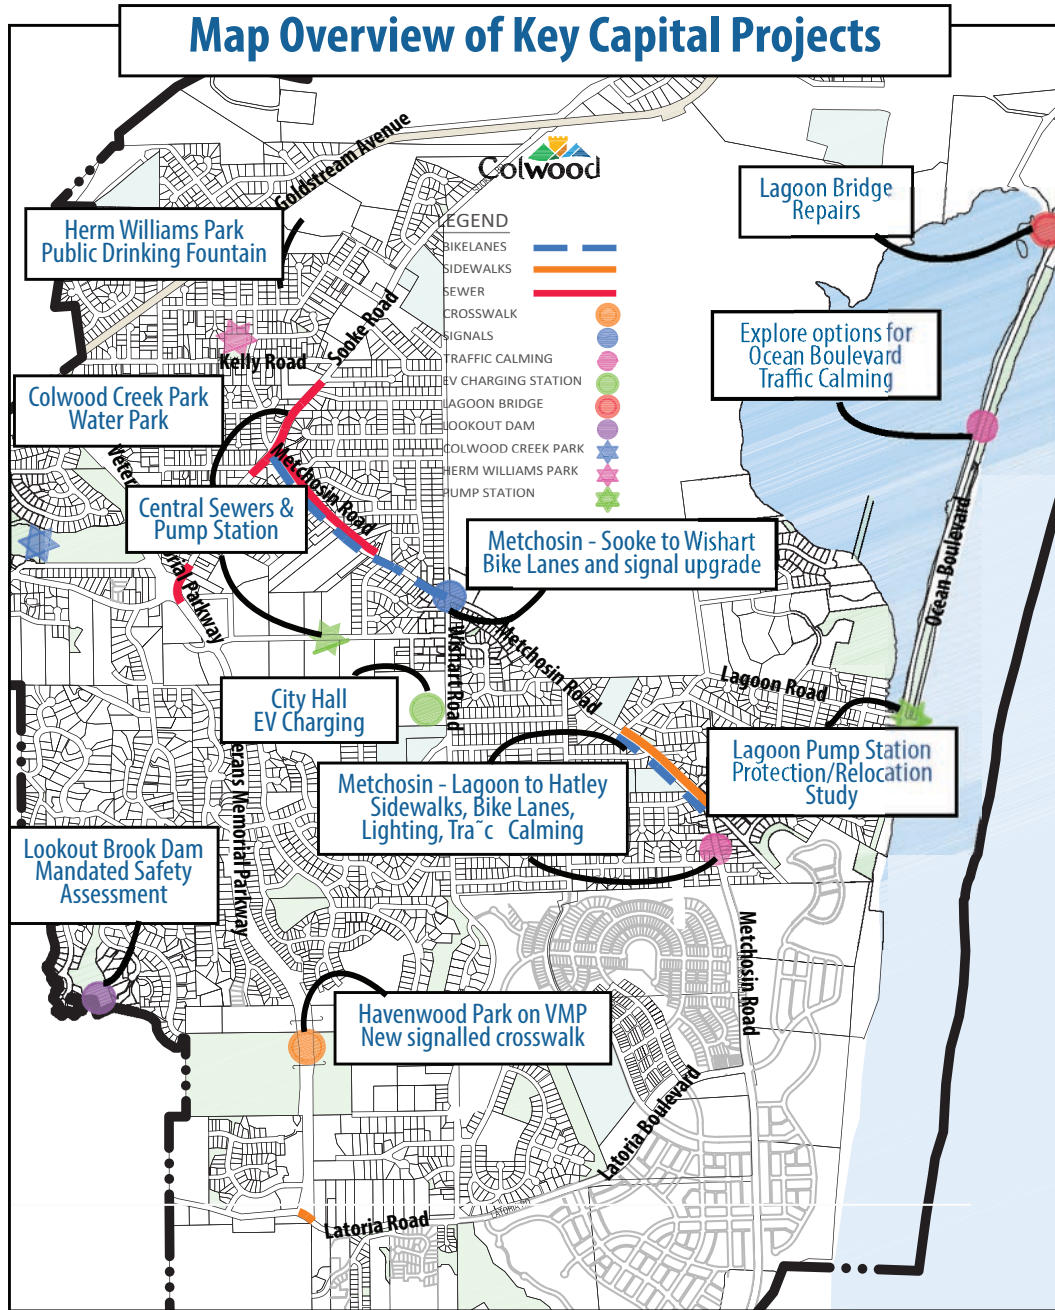 Map Overview of Key Capital Projects
Goldstream Avenue
Colwood
Lagoon Bridge
Repairs
Herm Williams Park
Public Drinking Fountain
LEGEND
BIKELANES
SIDEWALKS
SEWER
CROSSWALK
SIGNALS
TRAFFIC CALMING
EV CHARGING STATION
LAGOON BRIDGE
LOOKOUT DAM
COLWOOD CREEK PARK
HERM WILLIAMS PARK
PUMP STATION
Sooke Road
Kelly Road
Explore options for
Ocean Boulevard
Traffic Calming
Colwood Creek Park
Water Park
Metchosin Road
Central Sewers &
Pump Station
Parkway
Metchosin - Sooke to Wishart
Bike Lanes and signal upgrade
Ocean Boulevard
Wishart Road
Metchosin Road
Lagoon Road
City Hall
EV Charging
Lagoon Pump Station
Protection/Relocation
Study
Metchosin - Lagoon to Hatley
Sidewalks, Bike Lanes,
Lighting, Tra˜c Calming
erans Memorial Parkway
Lookout Brook Dam
Mandated Safety
Assessment
Metchosin Road
Havenwood Park on VMP
New signalled crosswalk
Latoria Boulevard
Latoria Road
LATORIA RD